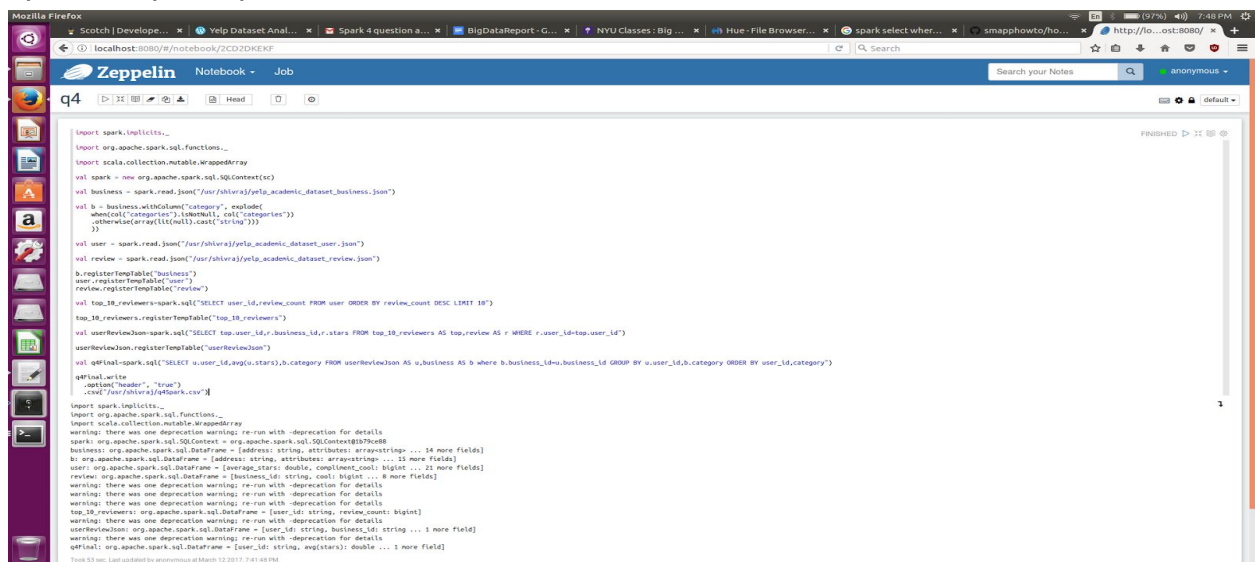 Mozilla Firefox
En (97%) 7:48 PM
Scotch | Develope... × Yelp Dataset Anal... × Spark 4 question a... × BigDataReport - G... × NYU Classes : Big ... × Hue - File Browser... × spark select wher... × smapphowto/ho... × http://lo...ost:8080/ × +
localhost:8080/#/notebook/2CD2DKEKF C Search
Zeppelin Notebook Job Search your Notes anonymous
q4 Head default
import spark.implicits._
FINISHED
import org.apache.spark.sql.functions._
import scala.collection.mutable.WrappedArray
val spark = new org.apache.spark.sql.SQLContext(sc)
val business = spark.read.json("/usr/shivraj/yelp_academic_dataset_business.json")
val b = business.withColumn("category", explode(
when(col("categories").isNotNull, col("categories"))
.otherwise(array(lit(null).cast("string")))
))
val user = spark.read.json("/usr/shivraj/yelp_academic_dataset_user.json")
val review = spark.read.json("/usr/shivraj/yelp_academic_dataset_review.json")
b.registerTempTable("business")
user.registerTempTable("user")
review.registerTempTable("review")
val top_10_reviewers=spark.sql("SELECT user_id,review_count FROM user ORDER BY review_count DESC LIMIT 10")
top_10_reviewers.registerTempTable("top_10_reviewers")
val userReviewJson=spark.sql("SELECT top.user_id,r.business_id,r.stars FROM top_10_reviewers AS top,review AS r WHERE r.user_id=top.user_id")
userReviewJson.registerTempTable("userReviewJson")
val q4Final=spark.sql("SELECT u.user_id,avg(u.stars),b.category FROM userReviewJson AS u,business AS b where b.business_id=u.business_id GROUP BY u.user_id,b.category ORDER BY user_id,category")
q4Final.write
.option("header", "true")
.csv("/usr/shivraj/q4Spark.csv")
import spark.implicits._
import org.apache.spark.sql.functions._
import scala.collection.mutable.WrappedArray
warning: there was one deprecation warning; re-run with -deprecation for details
spark: org.apache.spark.sql.SQLContext = org.apache.spark.sql.SQLContext@1b79ce08
business: org.apache.spark.sql.DataFrame = [address: string, attributes: array<string> ... 14 more fields]
b: org.apache.spark.sql.DataFrame = [address: string, attributes: array<string> ... 15 more fields]
user: org.apache.spark.sql.DataFrame = [average_stars: double, compliment_cool: bigint ... 21 more fields]
review: org.apache.spark.sql.DataFrame = [business_id: string, cool: bigint ... 8 more fields]
warning: there was one deprecation warning; re-run with -deprecation for details
warning: there was one deprecation warning; re-run with -deprecation for details
warning: there was one deprecation warning; re-run with -deprecation for details
top_10_reviewers: org.apache.spark.sql.DataFrame = [user_id: string, review_count: bigint]
warning: there was one deprecation warning; re-run with -deprecation for details
userReviewJson: org.apache.spark.sql.DataFrame = [user_id: string, business_id: string ... 1 more field]
warning: there was one deprecation warning; re-run with -deprecation for details
q4Final: org.apache.spark.sql.DataFrame = [user_id: string, avg(stars): double ... 1 more field]
Took 53 sec. Last updated by anonymous at March 12 2017, 7:41:48 PM.